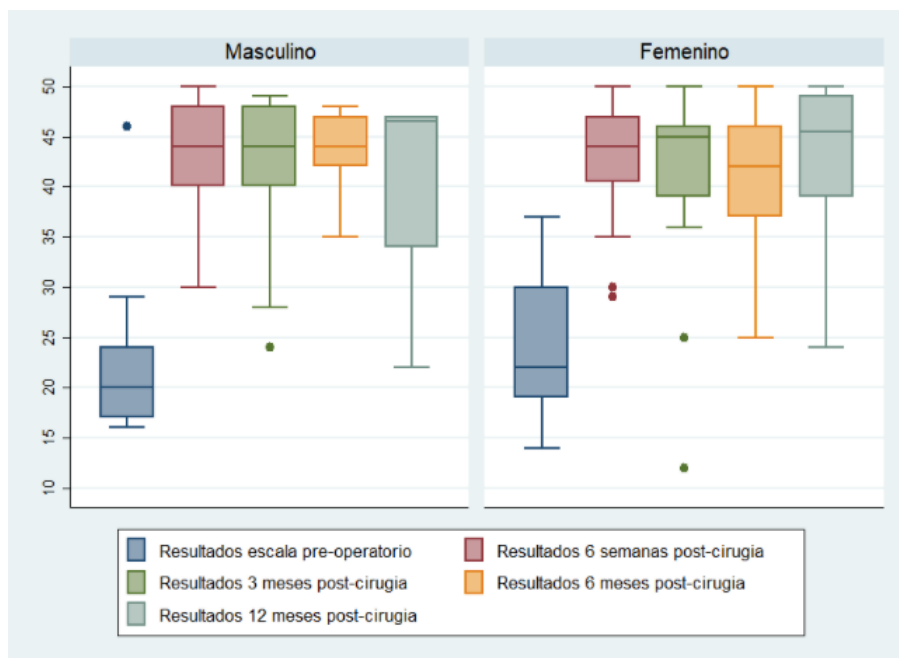 Masculino
Femenino
50
45
40
35
30
25
20
15
10
Resultados escala pre-operatorio
Resultados 6 semanas post-cirugia
Resultados 3 meses post-cirugia
Resultados 6 meses post-cirugia
Resultados 12 meses post-cirugia